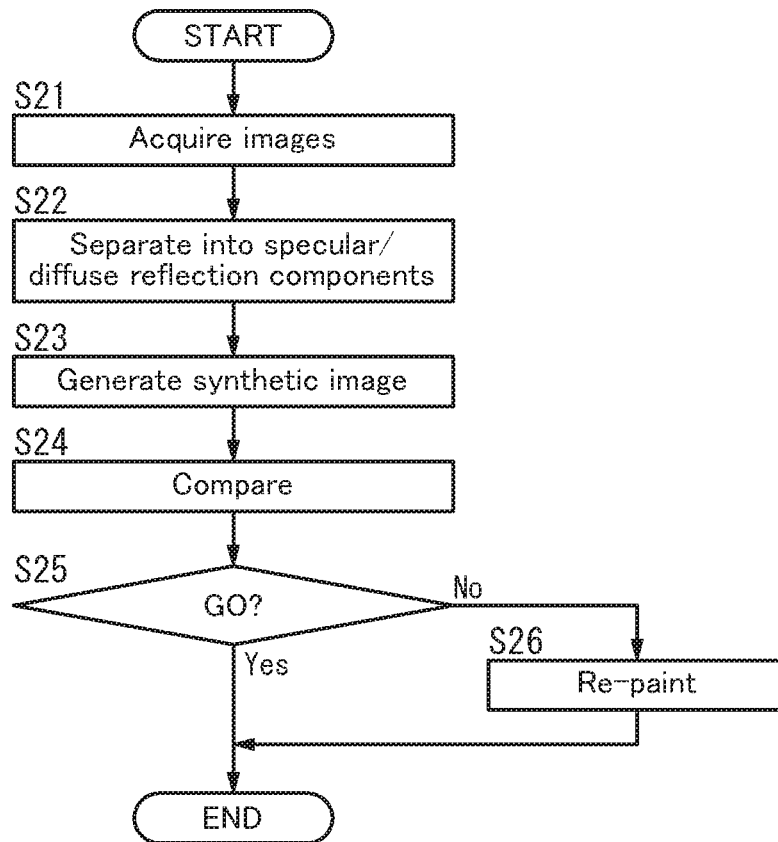 START
S21
Acquire images
S22
Separate into specular/
diffuse reflection components
S23
Generate synthetic image
S24
Compare
S25
GO?
No
Yes
S26
Re-paint
END